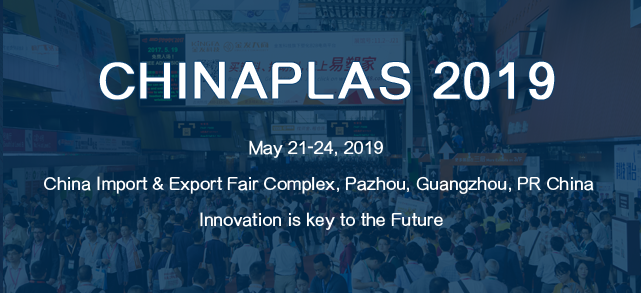 CHINAPLAS 2019
May 21-24, 2019
China Import & Export Fair Complex, Pazhou, Guangzhou, PR China
Innovation is key to the Future